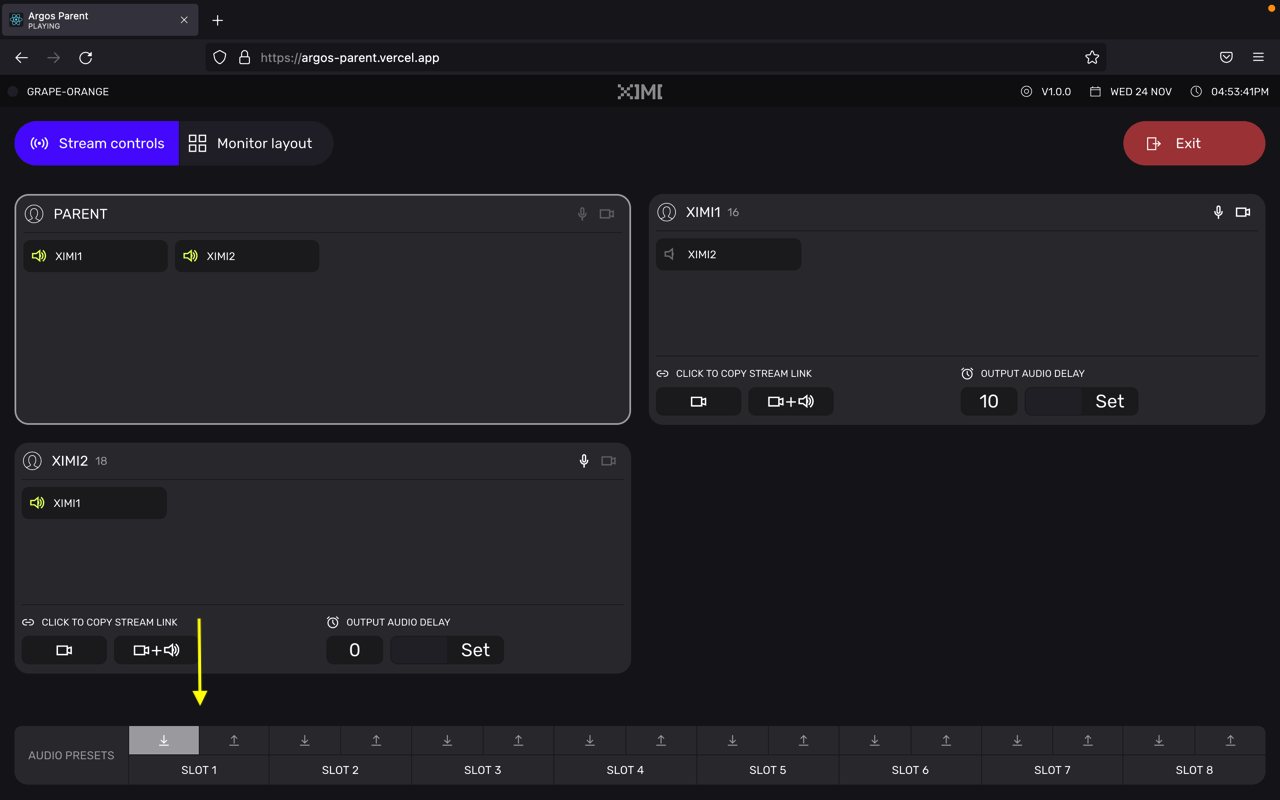 Argos Parent
PLAYING
https://argos-parent.vercel.app
GRAPE-ORANGE
XIMI
V1.0.0
WED 24 NOV
04:53:41PM
Stream controls
Monitor layout
Exit
PARENT
XIMI1
XIMI2
XIMI1 16
XIMI2
CLICK TO COPY STREAM LINK
OUTPUT AUDIO DELAY
+
10
Set
XIMI2 18
XIMI1
CLICK TO COPY STREAM LINK
OUTPUT AUDIO DELAY
+
0
Set
AUDIO PRESETS
SLOT 1
SLOT 2
SLOT 3
SLOT 4
SLOT 5
SLOT 6
SLOT 7
SLOT 8